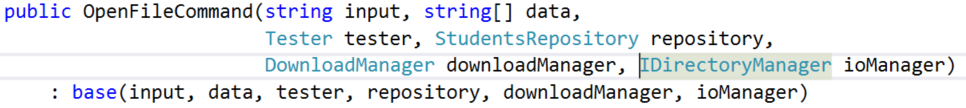 public OpenFileCommand(string input, string[] data,
Tester tester, StudentsRepository repository,
DownloadManager downloadManager, IDirectoryManager ioManager)
: base(input, data, tester, repository, downloadManager, ioManager)